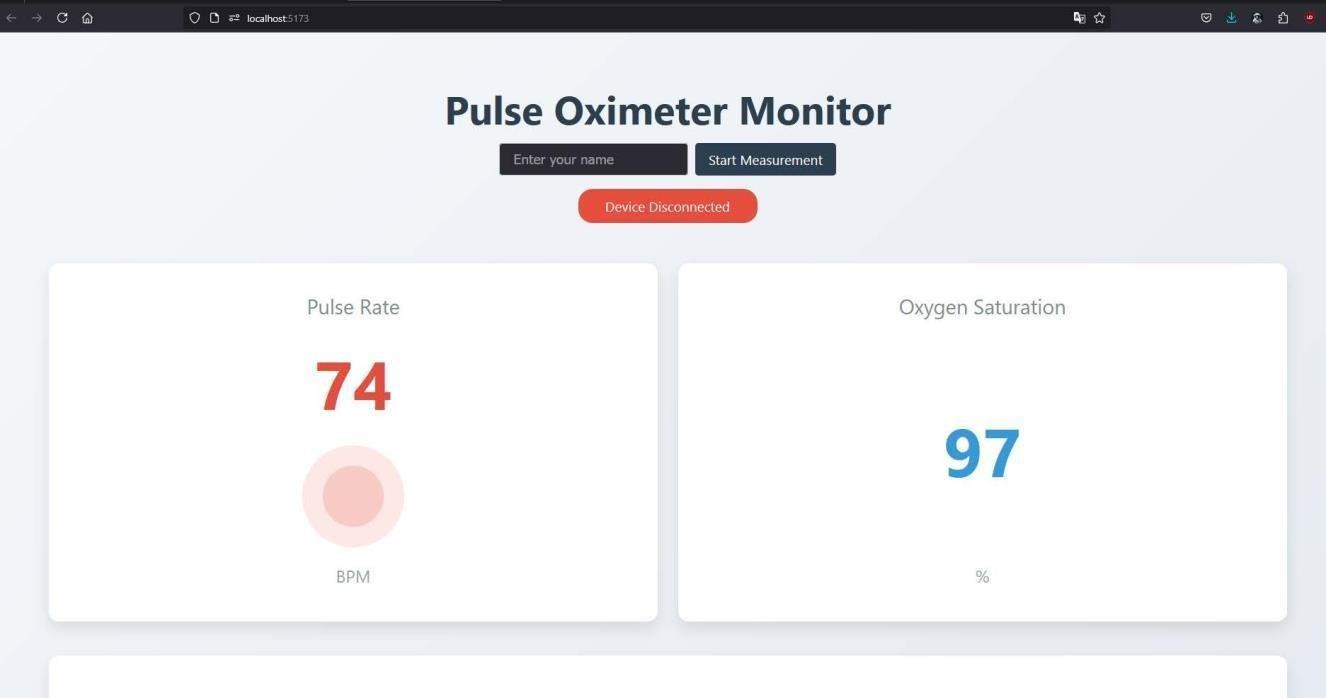 localhost:5173
Pulse Oximeter Monitor
Enter your name
Start Measurement
Device Disconnected
Pulse Rate
74
BPM
Oxygen Saturation
97
%